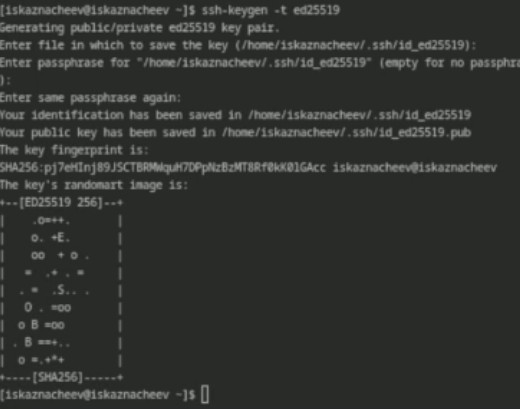 [iskaznacheev@iskaznacheev ~]$ ssh-keygen -t ed25519
Generating public/private ed25519 key pair.
Enter file in which to save the key (/home/iskaznacheev/.ssh/id_ed25519):
Enter passphrase for "/home/iskaznacheev/.ssh/id_ed25519" (empty for no passphra
):
Enter same passphrase again:
Your identification has been saved in /home/iskaznacheev/.ssh/id_ed25519
Your public key has been saved in /home/iskaznacheev/.ssh/id_ed25519.pub
The key fingerprint is:
SHA256:pj7eHInj89JSCTBRMWquH7DPpNzBzMT8Rf0kK0lGAcc iskaznacheev@iskaznacheev
The key's randomart image is:
+--[ED25519 256]--+
|    .o=++.       |
|    o. +E.       |
|    oo  + o .    |
|   =  .+ . =     |
|  . =  .S.. .    |
|   O . =oo       |
|  o B =oo        |
| . B ==+..       |
|  o =.+*+        |
+----[SHA256]-----+
[iskaznacheev@iskaznacheev ~]$